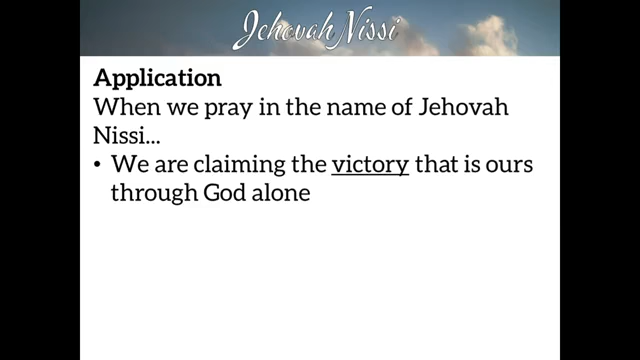 Jehovah Nissi
Application
When we pray in the name of Jehovah
Nissi...
• We are claiming the victory that is ours
through God alone